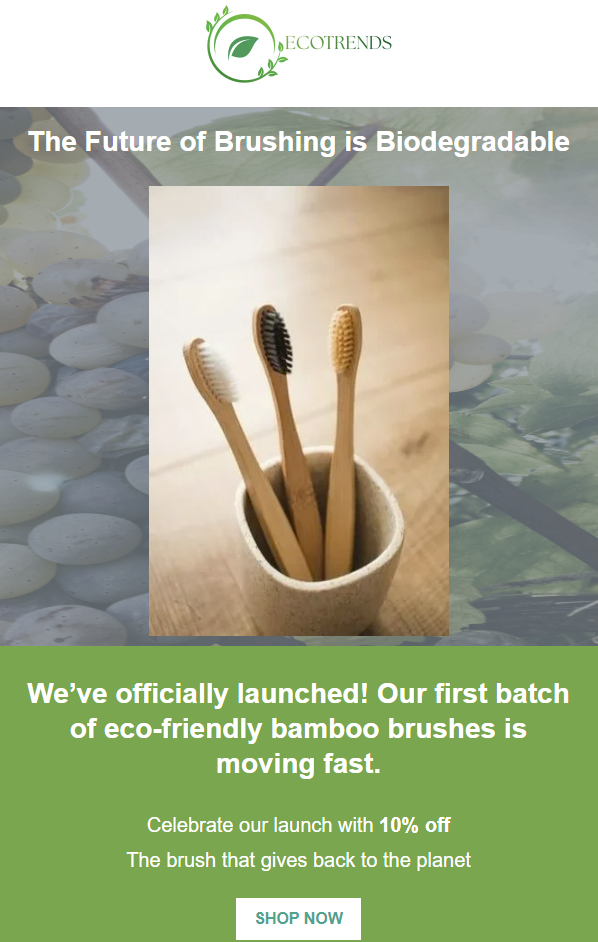 ECOTRENDS
The Future of Brushing is Biodegradable
We’ve officially launched! Our first batch
of eco-friendly bamboo brushes is
moving fast.
Celebrate our launch with 10% off
The brush that gives back to the planet
SHOP NOW